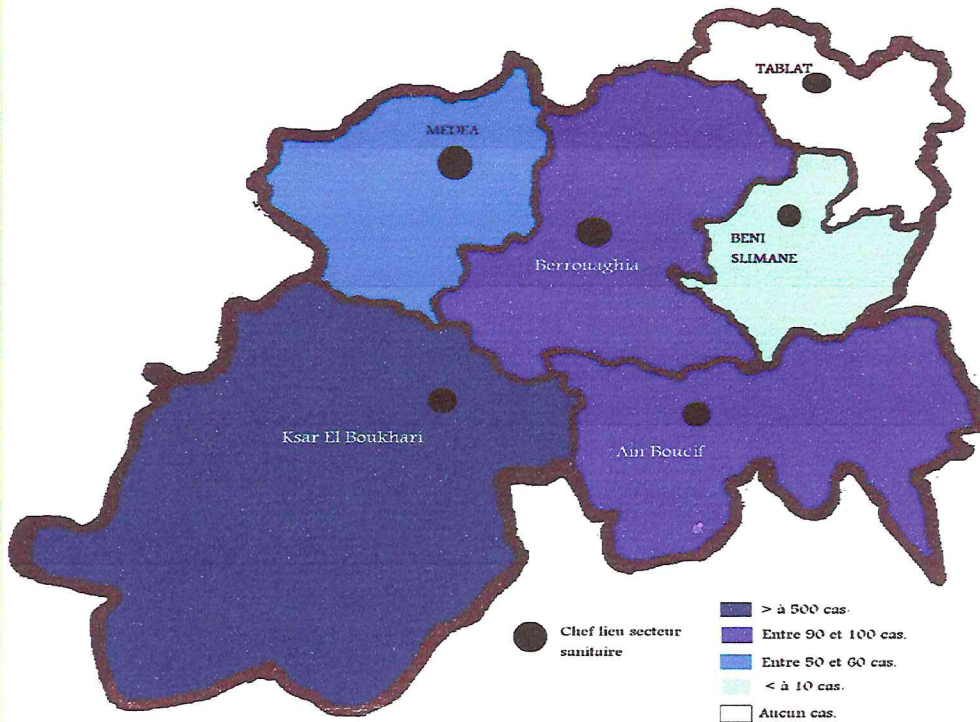 TABLAT
MEDEA
BENI
SLIMANE
Berrouaghia
Ksar El Boukhari
Ain Boucif
Chef lieu secteur
sanitaire
> à 500 cas.
Entre 90 et 100 cas.
Entre 50 et 60 cas.
< à 10 cas.
Aucun cas.